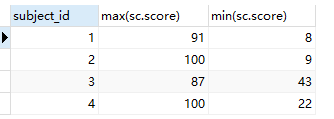 subject_id max(sc.score) min(sc.score)
1 91 8
2 100 9
3 87 43
4 100 22